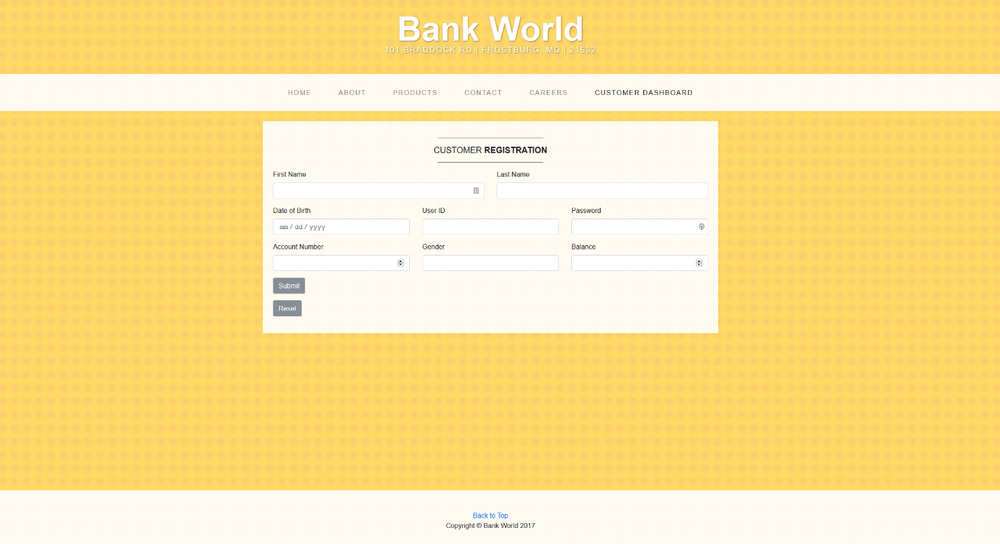 Bank World
101 BRADDOCK RD | FROSTBURG, MD | 21532
HOME ABOUT PRODUCTS CONTACT CAREERS CUSTOMER DASHBOARD
CUSTOMER REGISTRATION
First Name Last Name
Date of Birth User ID Password
mm / dd / yyyy
Account Number Gender Balance
Submit
Reset
Back to Top
Copyright © Bank World 2017